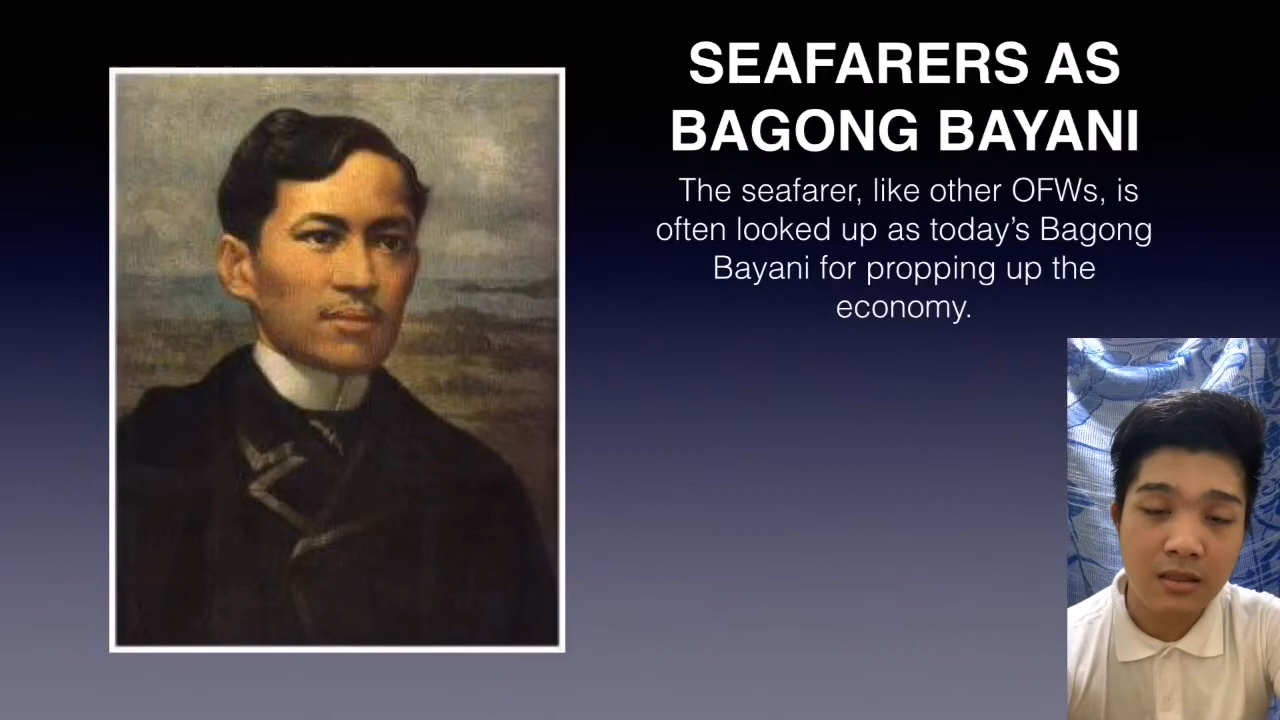 SEAFARERS AS
BAGONG BAYANI
The seafarer, like other OFWs, is
often looked up as today’s Bagong
Bayani for propping up the
economy.